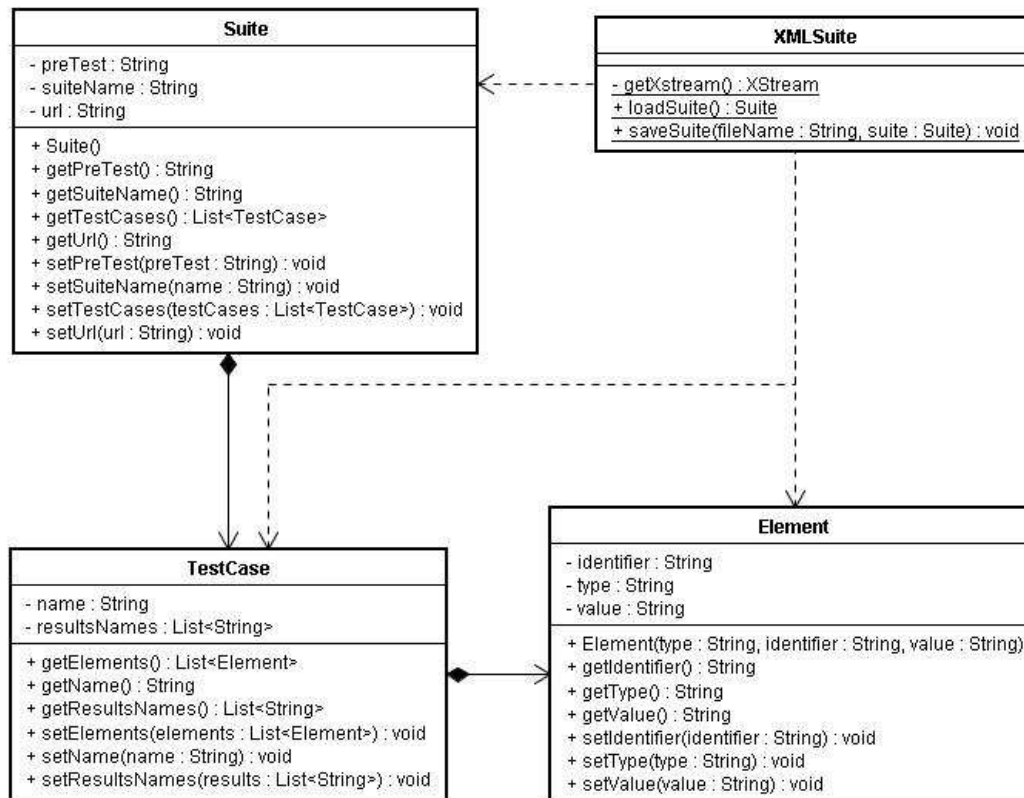 Suite
- preTest : String
- suiteName : String
- url : String
+ Suite()
+ getPreTest() : String
+ getSuiteName() : String
+ getTestCases() : List<TestCase>
+ getUrl() : String
+ setPreTest(preTest : String) : void
+ setSuiteName(name : String) : void
+ setTestCases(testCases : List<TestCase>) : void
+ setUrl(url : String) : void
XMLSuite
- getXstream() : XStream
+ loadSuite() : Suite
+ saveSuite(fileName : String, suite : Suite) : void
TestCase
- name : String
- resultsNames : List<String>
+ getElements() : List<Element>
+ getName() : String
+ getResultsNames() : List<String>
+ setElements(elements : List<Element>) : void
+ setName(name : String) : void
+ setResultsNames(results : List<String>) : void
Element
- identifier : String
- type : String
- value : String
+ Element(type : String, identifier : String, value : String)
+ getIdentifier() : String
+ getType() : String
+ getValue() : String
+ setIdentifier(identifier : String) : void
+ setType(type : String) : void
+ setValue(value : String) : void